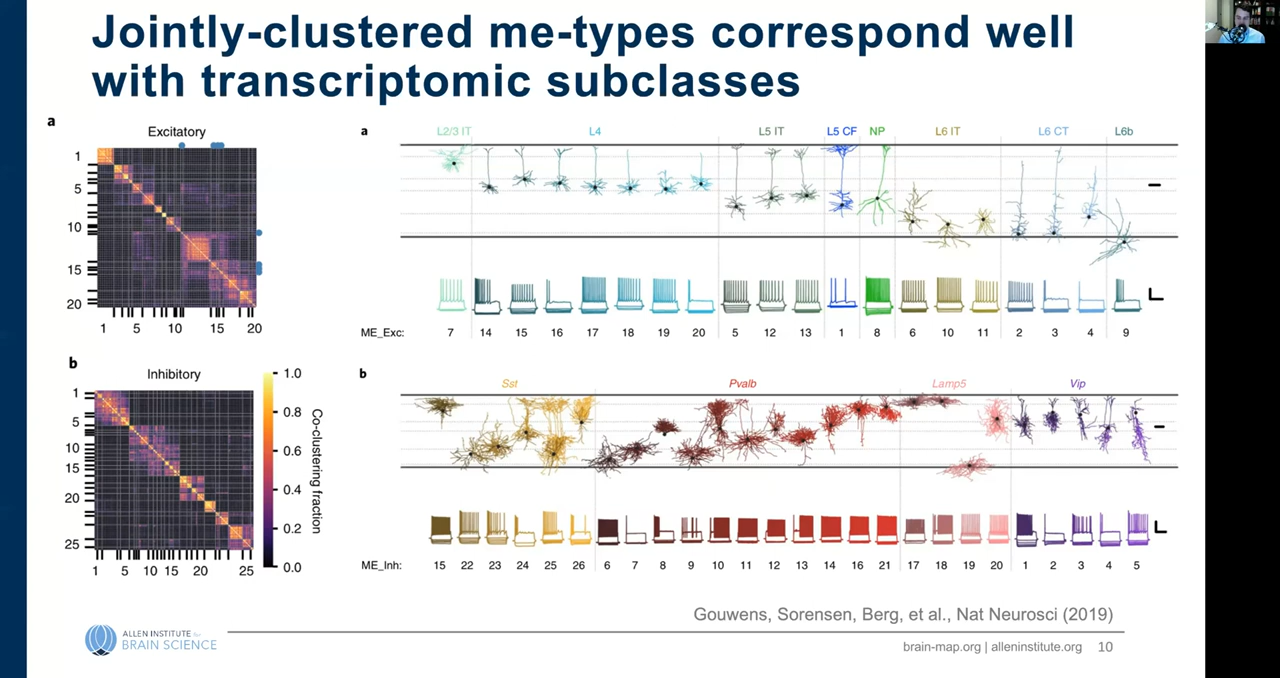 Jointly-clustered me-types correspond well
with transcriptomic subclasses
a
Excitatory
1
5
10
15
20
1 5 10 15 20
b
Inhibitory
1
5
10
15
20
25
1 5 10 15 20 25
1.0
0.8
0.6
0.4
0.2
0.0
Co-clustering fraction
a
L2/3 IT L4 L5 IT L5 CF NP L6 IT L6 CT L6b
ME_Exc: 7 14 15 16 17 18 19 20 5 12 13 1 8 6 10 11 2 3 4 9
b
Sst Pvalb Lamp5 Vip
ME_Inh: 15 22 23 24 25 26 6 7 8 9 10 11 12 13 14 16 21 17 18 19 20 1 2 3 4 5
Gouwens, Sorensen, Berg, et al., Nat Neurosci (2019)
ALLEN INSTITUTE for
BRAIN SCIENCE
brain-map.org | alleninstitute.org 10